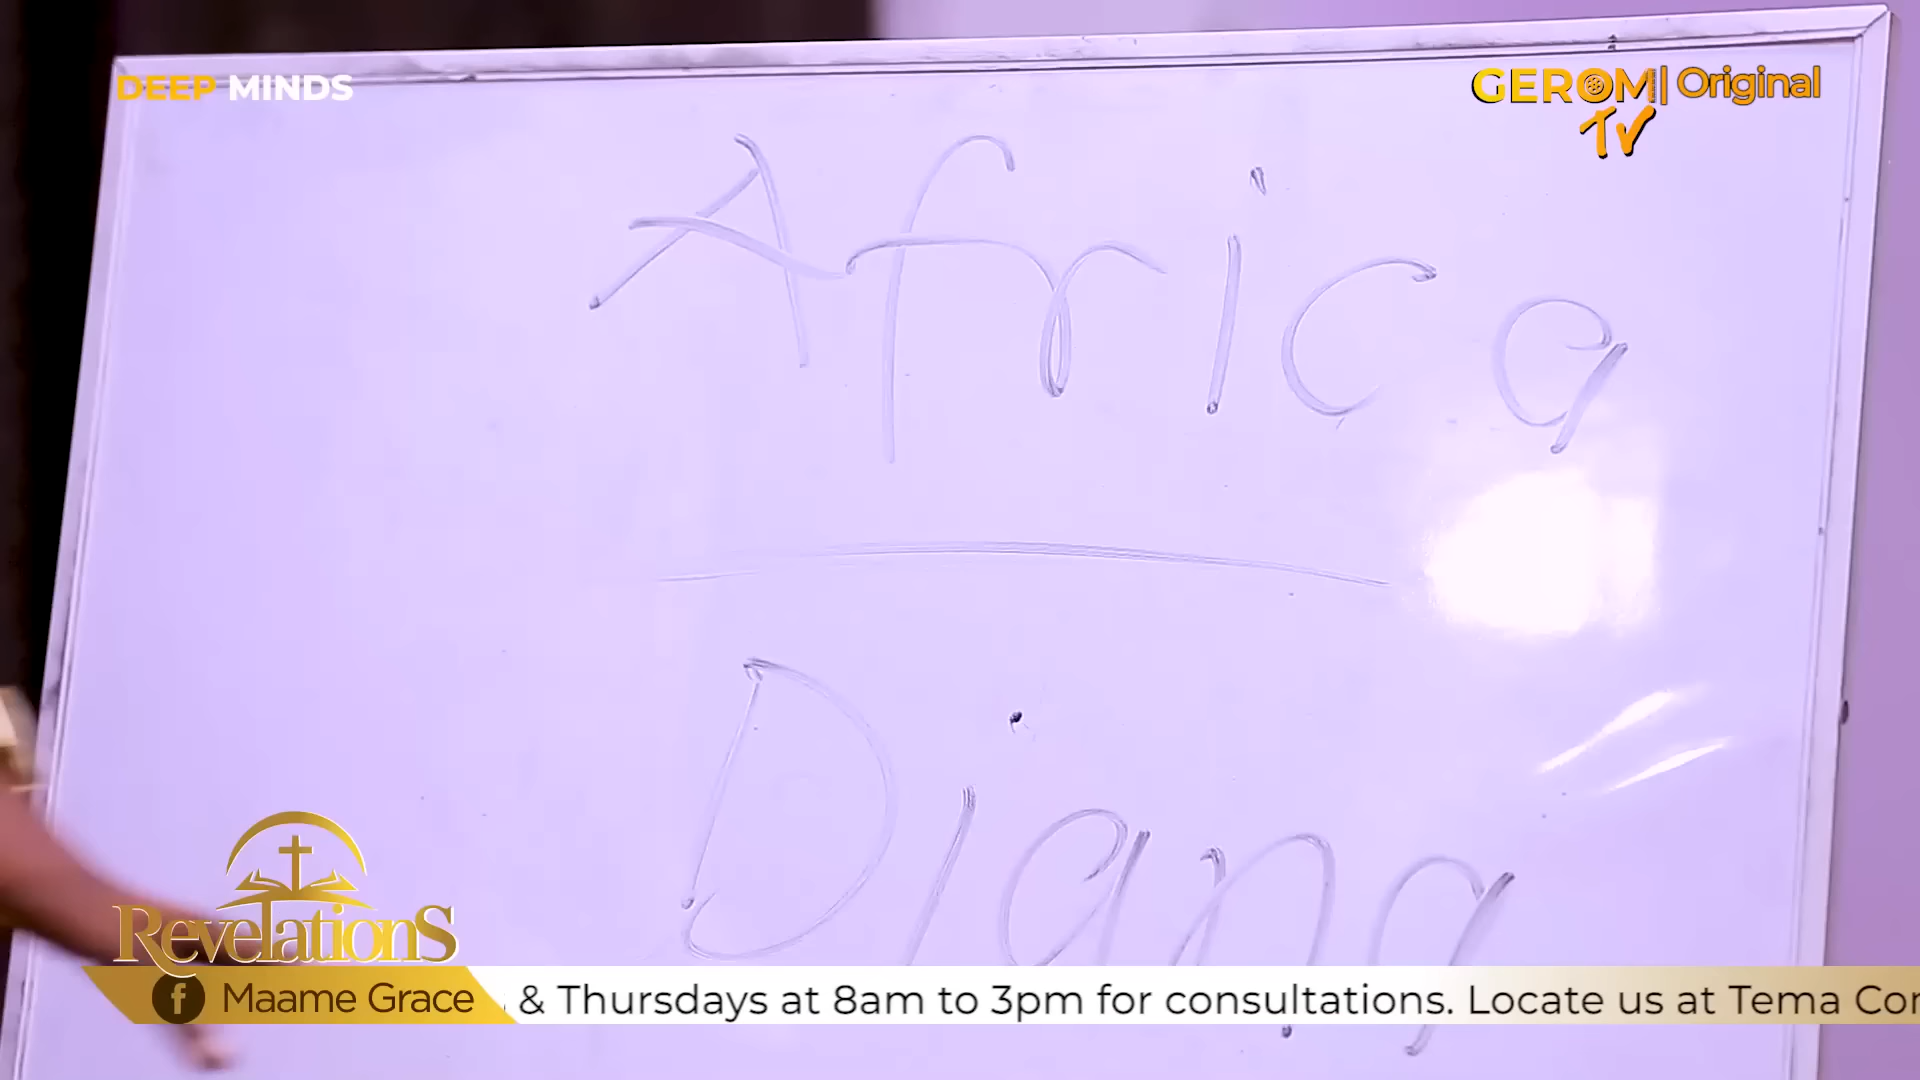 DEEP MINDS
GEROM TV | Original
Africa
Diana
Revelations
Maame Grace
& Thursdays at 8am to 3pm for consultations. Locate us at Tema